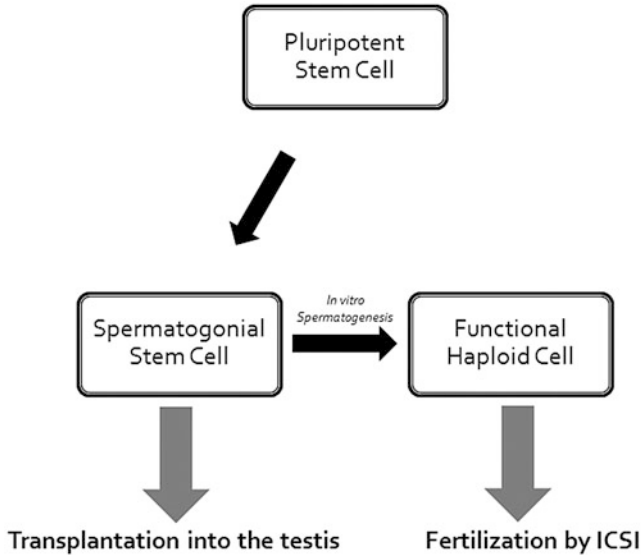 Pluripotent
Stem Cell
In vitro
Spermatogenesis
Spermatogonial
Stem Cell
Functional
Haploid Cell
Transplantation into the testis
Fertilization by ICSI